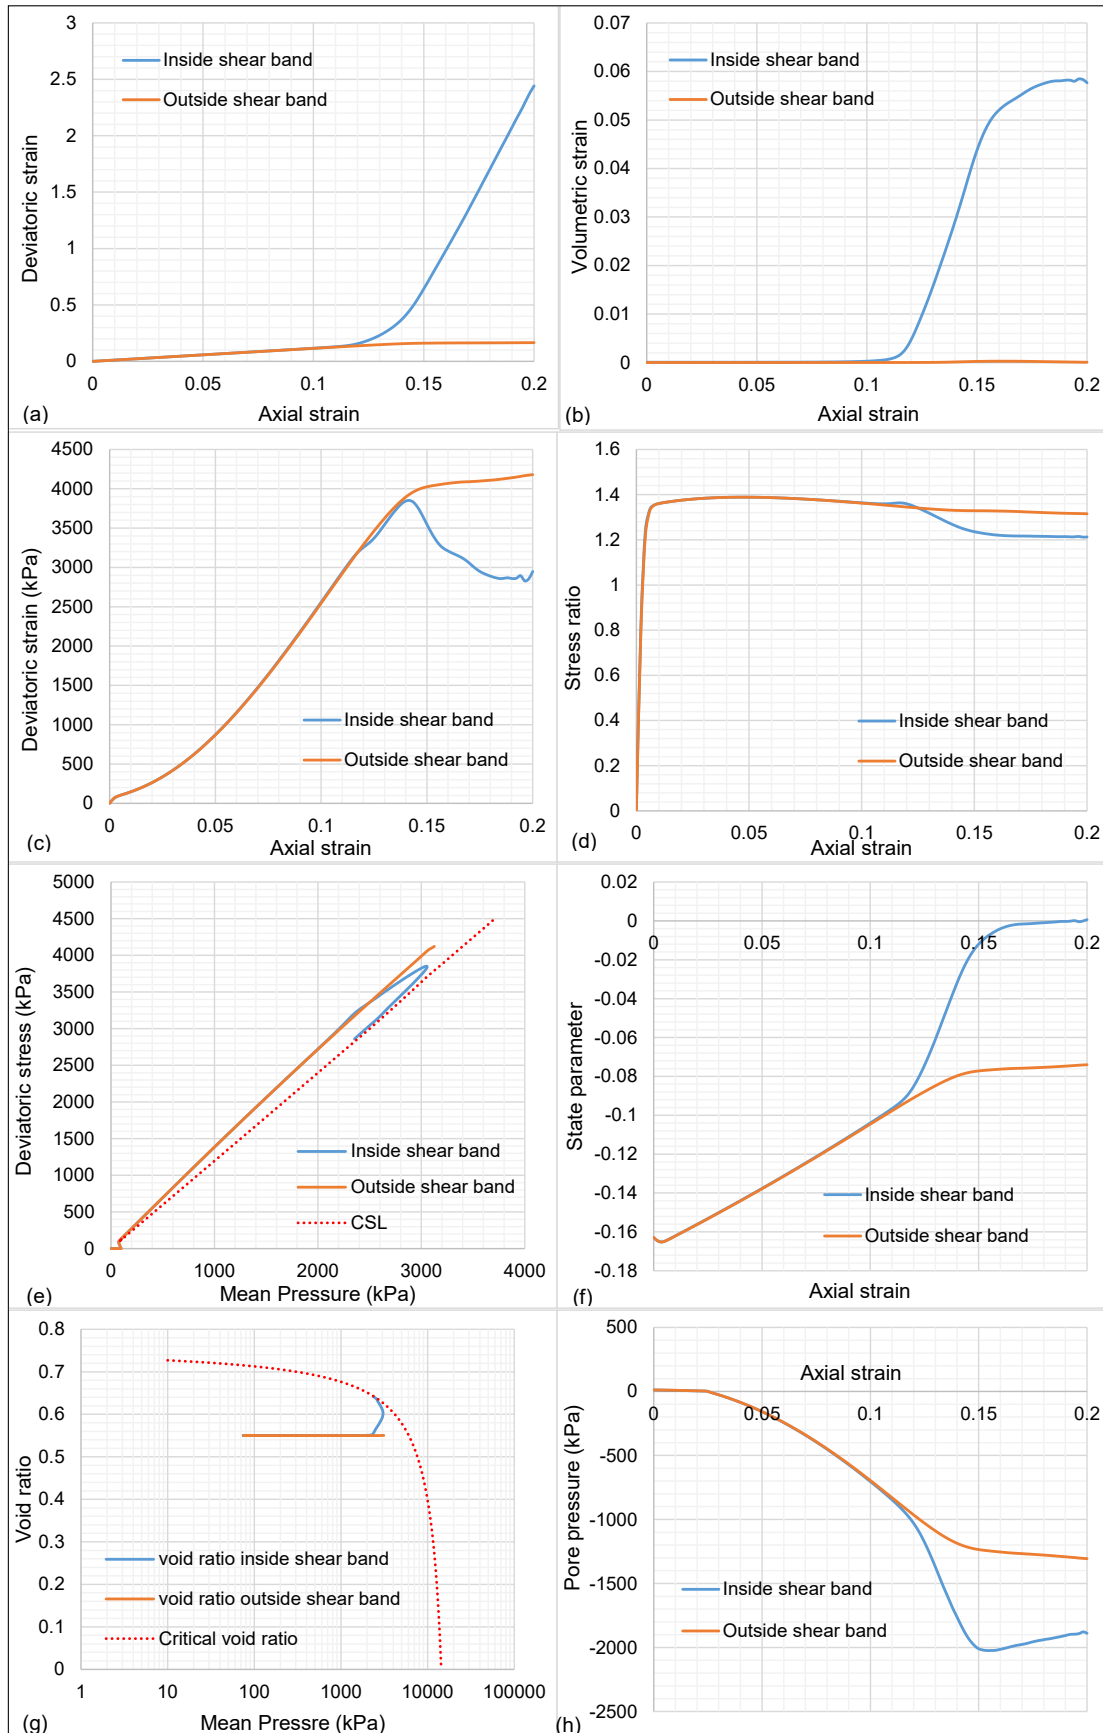 3
2.5
2
1.5
1
0.5
0
Deviatoric strain
Inside shear band
Outside shear band
0 0.05 0.1 0.15 0.2
(a) Axial strain
0.07
0.06
0.05
0.04
0.03
0.02
0.01
0
Volumetric strain
Inside shear band
Outside shear band
0 0.05 0.1 0.15 0.2
(b) Axial strain
4500
4000
3500
3000
2500
2000
1500
1000
500
0
Deviatoric strain (kPa)
Inside shear band
Outside shear band
0 0.05 0.1 0.15 0.2
(c) Axial strain
1.6
1.4
1.2
1
0.8
0.6
0.4
0.2
0
Stress ratio
Inside shear band
Outside shear band
0 0.05 0.1 0.15 0.2
(d) Axial strain
5000
4500
4000
3500
3000
2500
2000
1500
1000
500
0
Deviatoric stress (kPa)
Inside shear band
Outside shear band
CSL
0 1000 2000 3000 4000
(e) Mean Pressure (kPa)
0.02
0
-0.02
-0.04
-0.06
-0.08
-0.1
-0.12
-0.14
-0.16
-0.18
State parameter
0 0.05 0.1 0.15 0.2
Inside shear band
Outside shear band
(f) Axial strain
0.8
0.7
0.6
0.5
0.4
0.3
0.2
0.1
0
Void ratio
void ratio inside shear band
void ratio outside shear band
Critical void ratio
1 10 100 1000 10000 100000
(g) Mean Pressre (kPa)
500
0
-500
-1000
-1500
-2000
-2500
Pore pressure (kPa)
Axial strain
0 0.05 0.1 0.15 0.2
Inside shear band
Outside shear band
(h)